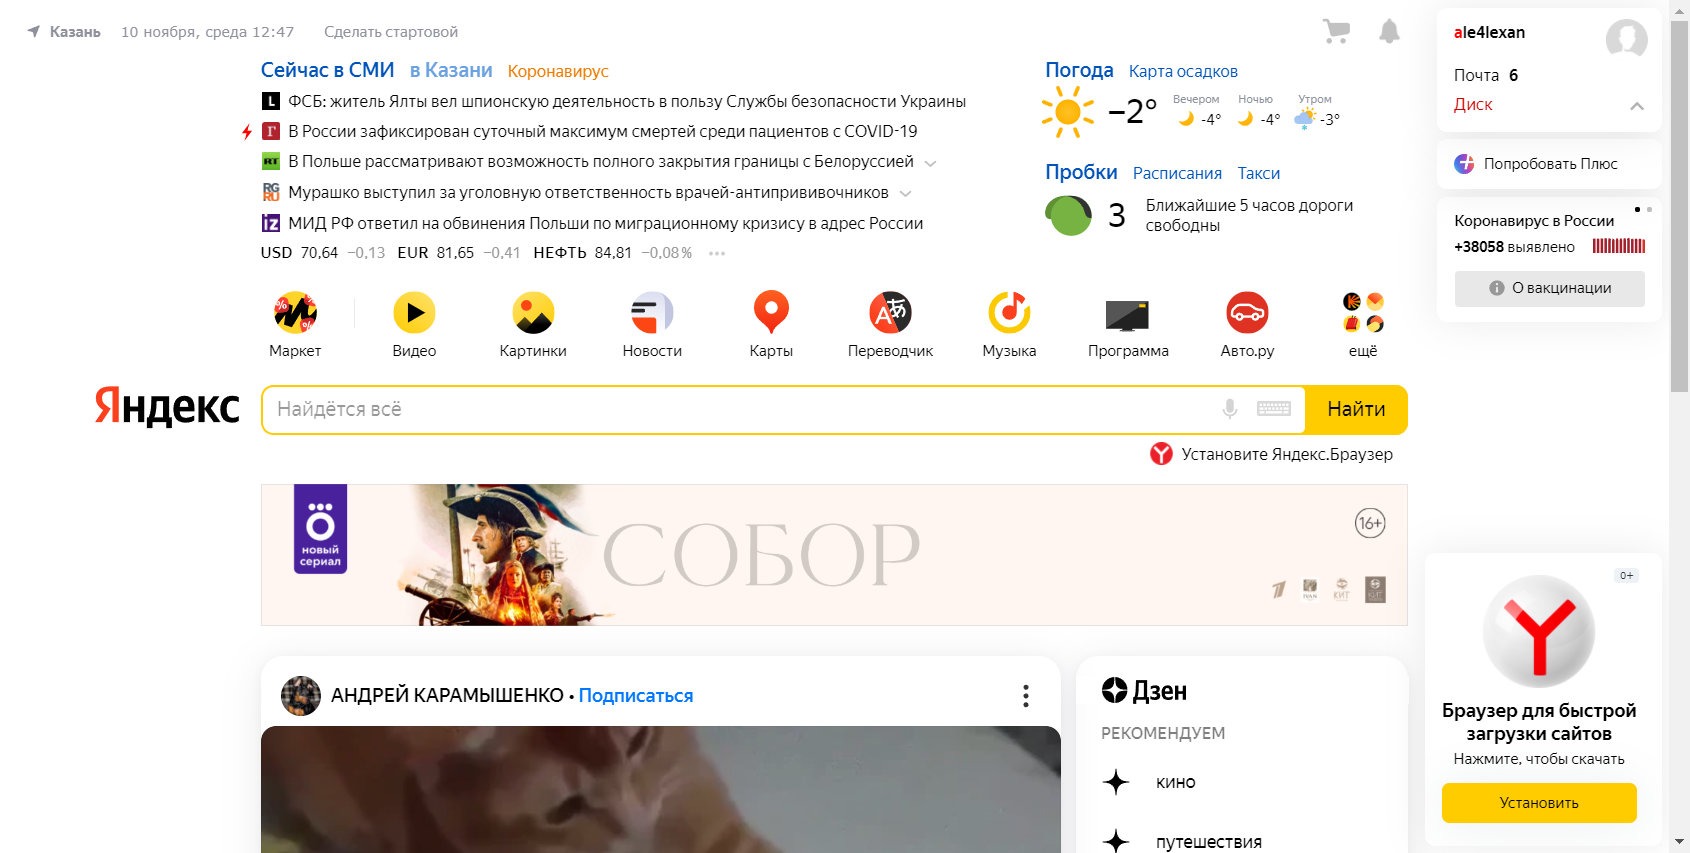 Казань 10 ноября, среда 12:47 Сделать стартовой
Сейчас в СМИ в Казани Коронавирус
ФСБ: житель Ялты вел шпионскую деятельность в пользу Службы безопасности Украины
В России зафиксирован суточный максимум смертей среди пациентов с COVID-19
В Польше рассматривают возможность полного закрытия границы с Белоруссией
Мурашко выступил за уголовную ответственность врачей-антипрививочников
МИД РФ ответил на обвинения Польши по миграционному кризису в адрес России
USD 70,64 −0,13 EUR 81,65 −0,41 НЕФТЬ 84,81 −0,08% •••
Погода Карта осадков
−2° Вечером -4° Ночью -4° Утром -3°
Пробки Расписания Такси
3 Ближайшие 5 часов дороги
свободны
ale4lexan
Почта 6
Диск
Попробовать Плюс
Коронавирус в России
+38058 выявлено
О вакцинации
Маркет Видео Картинки Новости Карты Переводчик Музыка Программа Авто.ру ещё
Яндекс Найдётся всё Найти
Установите Яндекс.Браузер
новый
сериал
СОБОР
16+
АНДРЕЙ КАРАМЫШЕНКО • Подписаться
Дзен
РЕКОМЕНДУЕМ
кино
путешествия
0+
Браузер для быстрой
загрузки сайтов
Нажмите, чтобы скачать
Установить